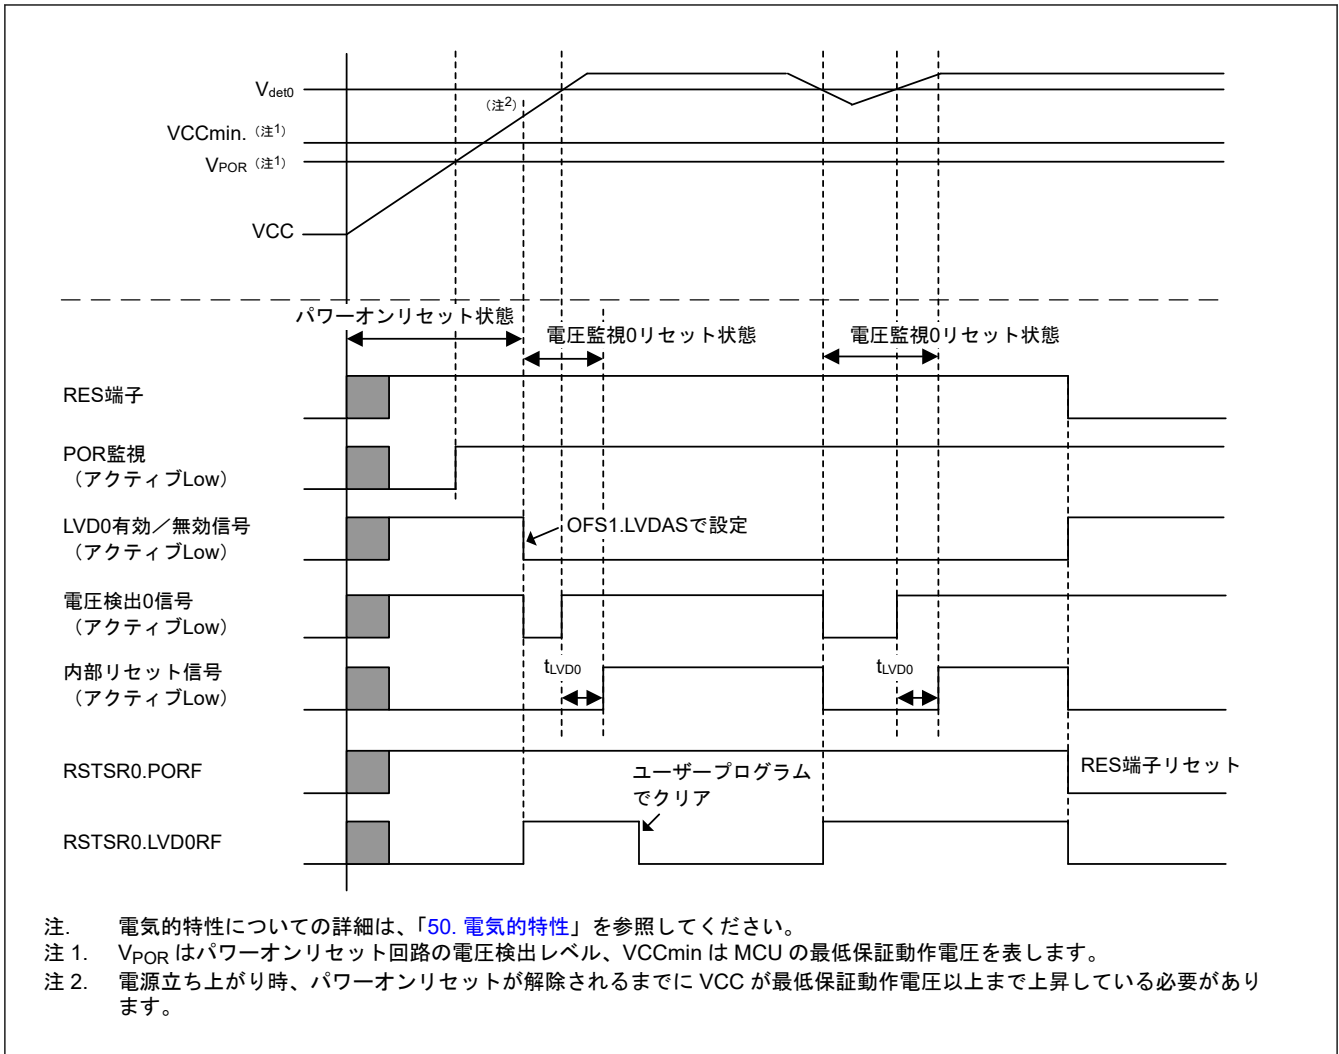 Vdet0
(注2)
VCCmin. (注1)
VPOR (注1)
VCC
パワーオンリセット状態
電圧監視0リセット状態
電圧監視0リセット状態
RES端子
POR監視
（アクティブLow）
LVD0有効／無効信号
（アクティブLow）
OFS1.LVDASで設定
電圧検出0信号
（アクティブLow）
内部リセット信号
（アクティブLow）
tLVD0
tLVD0
RSTSR0.PORF
ユーザープログラム
でクリア
RES端子リセット
RSTSR0.LVD0RF
注. 電気的特性についての詳細は、「50. 電気的特性」を参照してください。
注 1. VPOR はパワーオンリセット回路の電圧検出レベル、VCCmin は MCU の最低保証動作電圧を表します。
注 2. 電源立ち上がり時、パワーオンリセットが解除されるまでに VCC が最低保証動作電圧以上まで上昇している必要があり
ます。